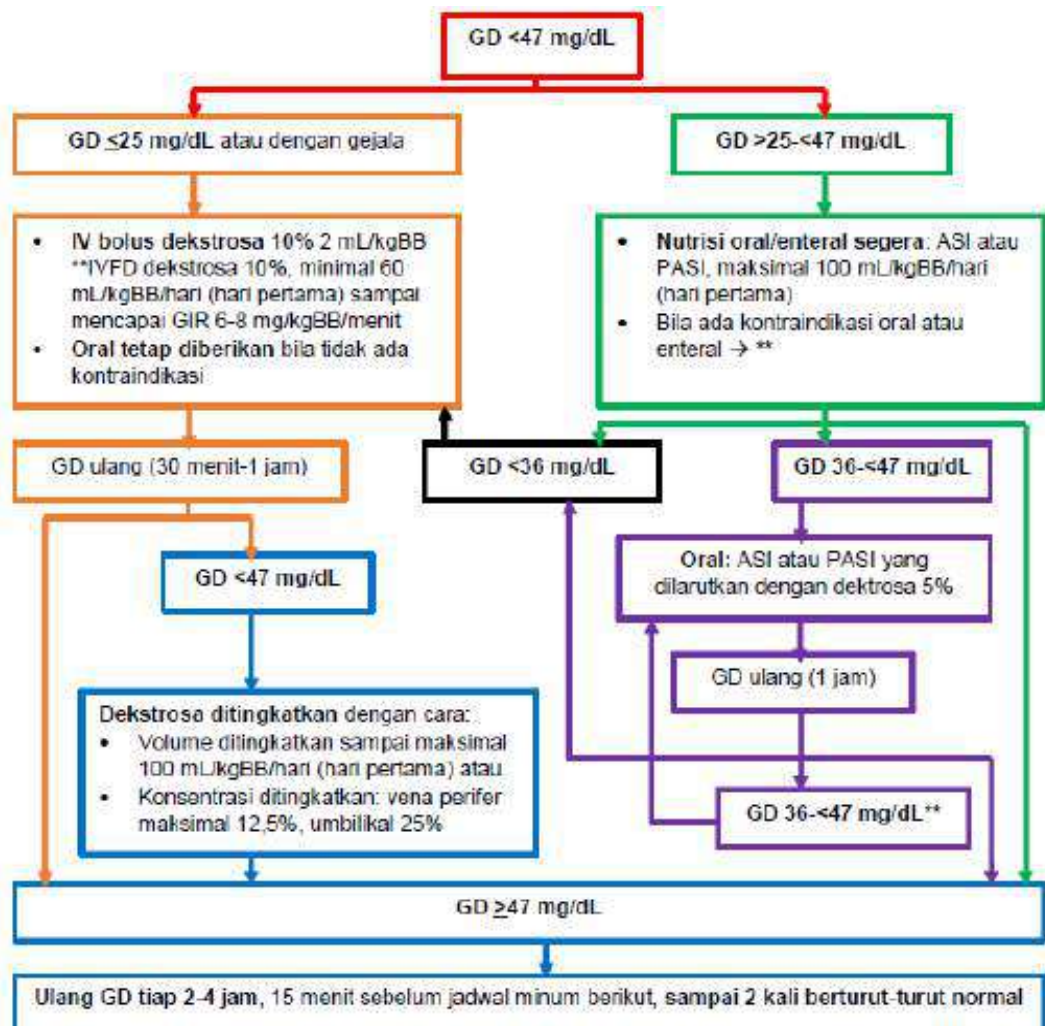 GD <47 mg/dL
GD ≤25 mg/dL atau dengan gejala
GD >25-<47 mg/dL
• IV bolus dekstrosa 10% 2 mL/kgBB
**IVFD dekstrosa 10%, minimal 60
mL/kgBB/hari (hari pertama) sampai
mencapai GIR 6-8 mg/kgBB/menit
• Oral tetap diberikan bila tidak ada
kontraindikasi
• Nutrisi oral/enteral segera: ASI atau
PASI, maksimal 100 mL/kgBB/hari
(hari pertama)
• Bila ada kontraindikasi oral atau
enteral → **
GD ulang (30 menit-1 jam)
GD <36 mg/dL
GD 36-<47 mg/dL
GD <47 mg/dL
Oral: ASI atau PASI yang
dilarutkan dengan dektrosa 5%
GD ulang (1 jam)
Dekstrosa ditingkatkan dengan cara:
• Volume ditingkatkan sampai maksimal
100 mL/kgBB/hari (hari pertama) atau
• Konsentrasi ditingkatkan: vena perifer
maksimal 12,5%, umbilikal 25%
GD 36-<47 mg/dL**
GD ≥47 mg/dL
Ulang GD tiap 2-4 jam, 15 menit sebelum jadwal minum berikut, sampai 2 kali berturut-turut normal